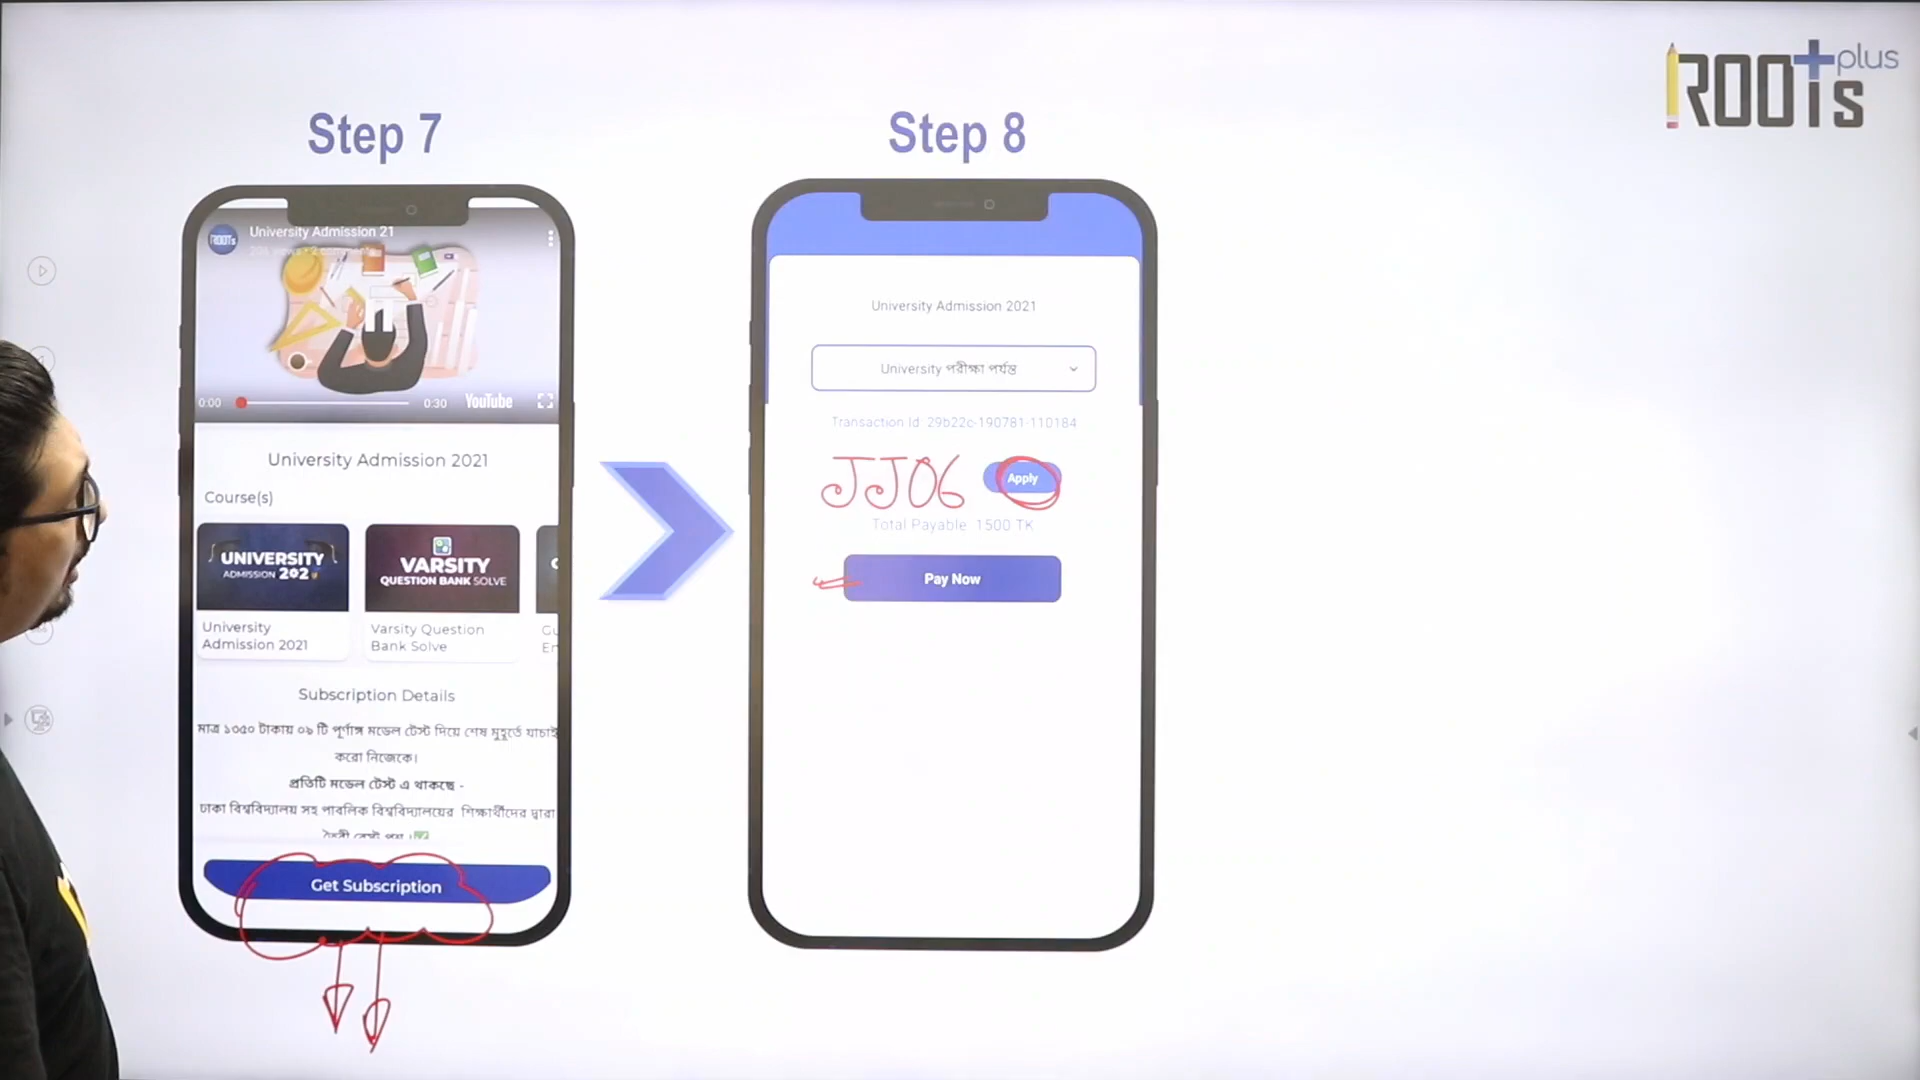 ROOTs plus
Step 7
Step 8
ROOTs
University Admission 21
0:00
0:30
YouTube
University Admission 2021
Course(s)
UNIVERSITY
ADMISSION 202
VARSITY
QUESTION BANK SOLVE
University
Admission 2021
Varsity Question
Bank Solve
Subscription Details
মাত্র ১৩৫০ টাকায় ০৯ টি পূর্ণাঙ্গ মডেল টেস্ট দিয়ে শেষ মুহূর্তে যাচাই
করো নিজেকে।
প্রতিটি মডেল টেস্ট এ থাকছে -
ঢাকা বিশ্ববিদ্যালয় সহ পাবলিক বিশ্ববিদ্যালয়ের শিক্ষার্থীদের দ্বারা
Get Subscription
University Admission 2021
University পরীক্ষা পর্যন্ত
Transaction Id: 29b22c-190781-110184
JJ06
Apply
Total Payable 1500 TK
Pay Now